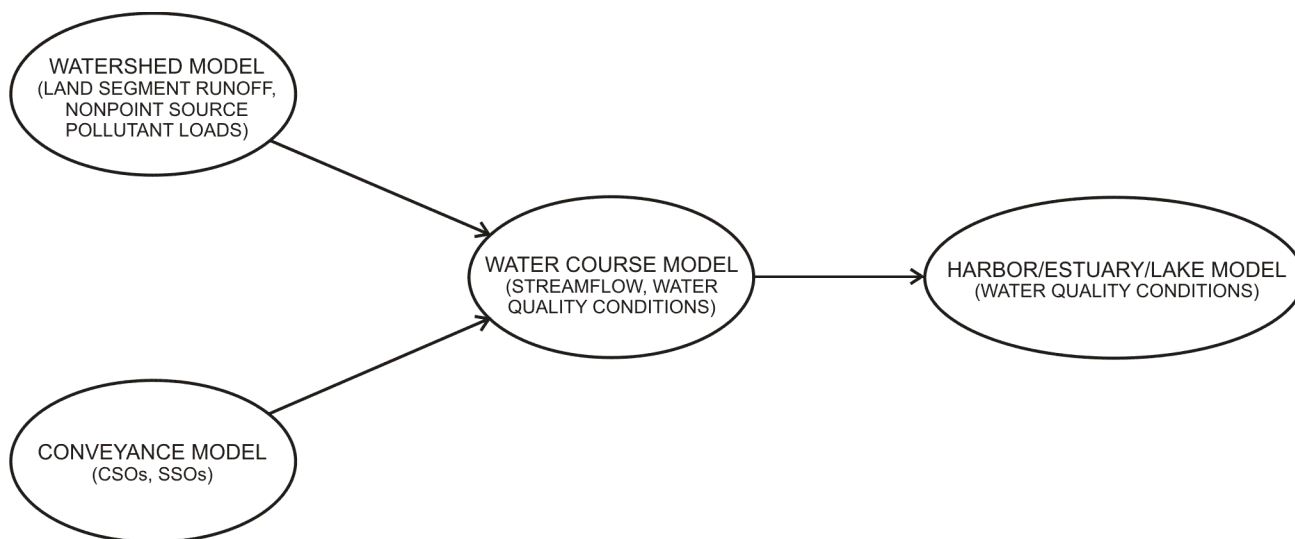 WATERSHED MODEL
(LAND SEGMENT RUNOFF,
NONPOINT SOURCE
POLLUTANT LOADS)
WATER COURSE MODEL
(STREAMFLOW, WATER
QUALITY CONDITIONS)
HARBOR/ESTUARY/LAKE MODEL
(WATER QUALITY CONDITIONS)
CONVEYANCE MODEL
(CSOs, SSOs)